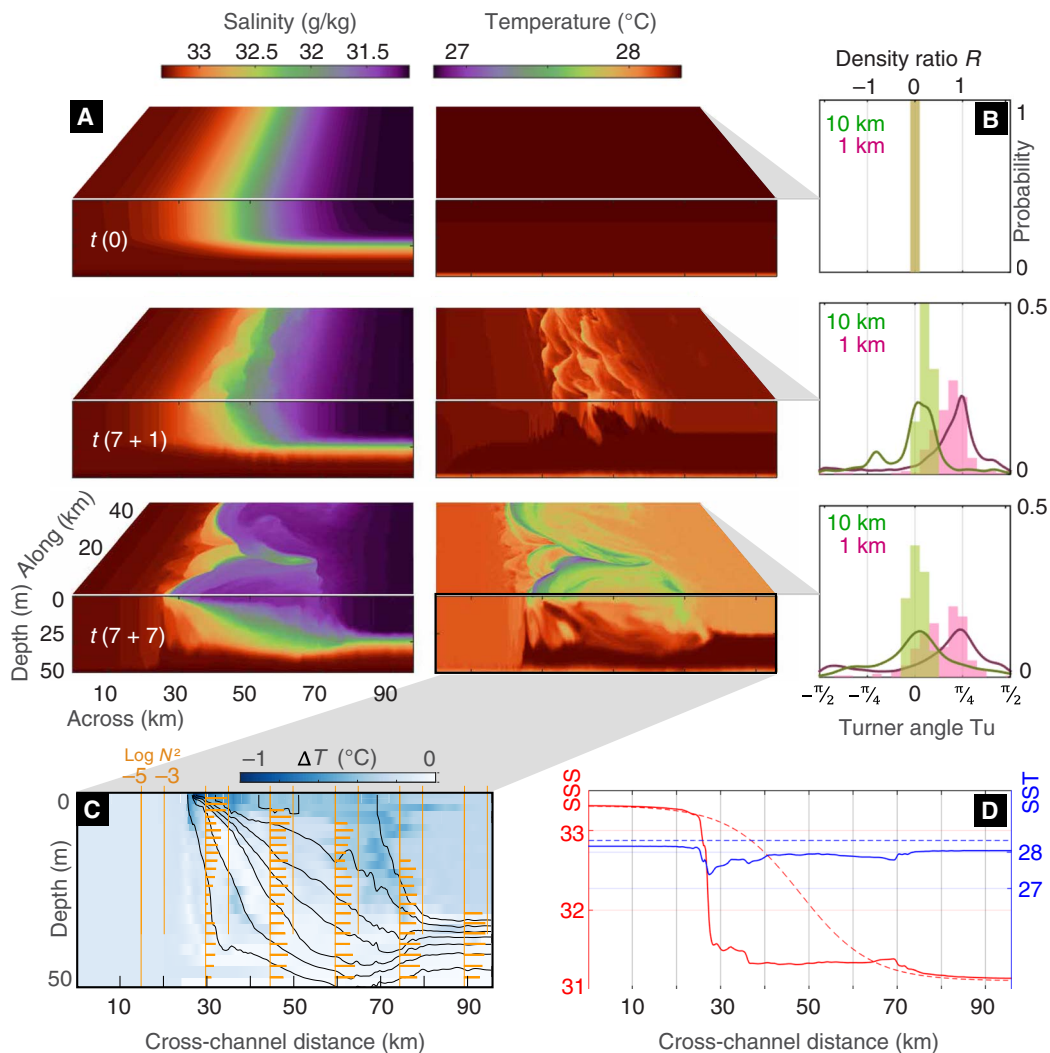 Salinity (g/kg)
33 32.5 32 31.5
Temperature (°C)
27 28
Density ratio R
−1 0 1
A
t (0)
B
10 km
1 km
1
0
Probability
t (7 + 1)
10 km
1 km
0.5
0
Along (km)
40
20
Depth (m)
0
25
50
t (7 + 7)
10 30 50 70 90
Across (km)
10 km
1 km
0.5
0
−π/2 −π/4 0 π/4 π/2
Turner angle Tu
Log N²
−5 −3
−1 ΔT (°C) 0
C
0
50
Depth (m)
10 30 50 70 90
Cross-channel distance (km)
D
SSS
33
32
31
SST
28
27
10 30 50 70 90
Cross-channel distance (km)